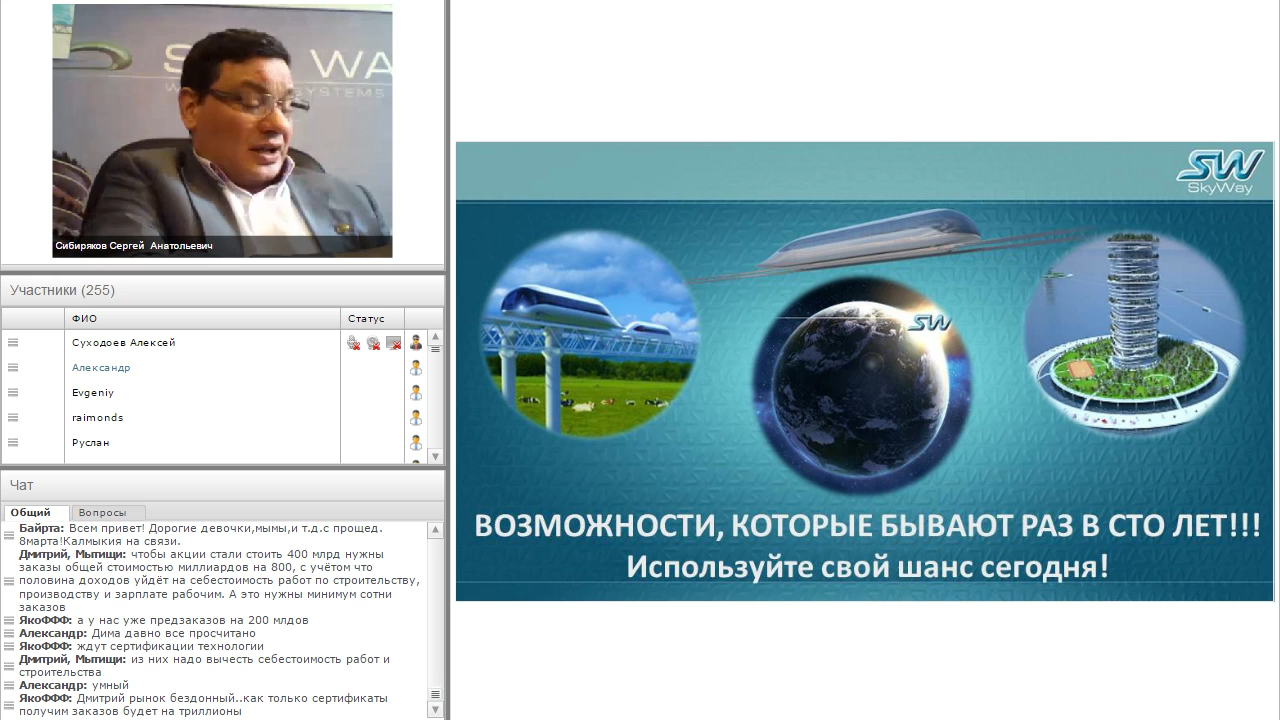 S WA
W SYSTEMS
Сибиряков Сергей Анатольевич
Участники (255)
ФИО
Статус
Суходоев Алексей
Александр
Evgeniy
raimonds
Руслан
Чат
Общий
Вопросы
Байрта: Всем привет! Дорогие девочки,мымы,и т.д.с прощед.
8марта!Калмыкия на связи.
Дмитрий, Мытищи: чтобы акции стали стоить 400 млрд нужны
заказы общей стоимостью миллиардов на 800, с учётом что
половина доходов уйдёт на себестоимость работ по строительству,
производству и зарплате рабочим. А это нужны минимум сотни
заказов
ЯкоФФФ: а у нас уже предзаказов на 200 млдов
Александр: Дима давно все просчитано
ЯкоФФФ: ждут сертификации технологии
Дмитрий, Мытищи: из них надо вычесть себестоимость работ и
строительства
Александр: умный
ЯкоФФФ: Дмитрий рынок бездонный..как только сертификаты
получим заказов будет на триллионы
SW
SkyWay
SW
ВОЗМОЖНОСТИ, КОТОРЫЕ БЫВАЮТ РАЗ В СТО ЛЕТ!!!
Используйте свой шанс сегодня!